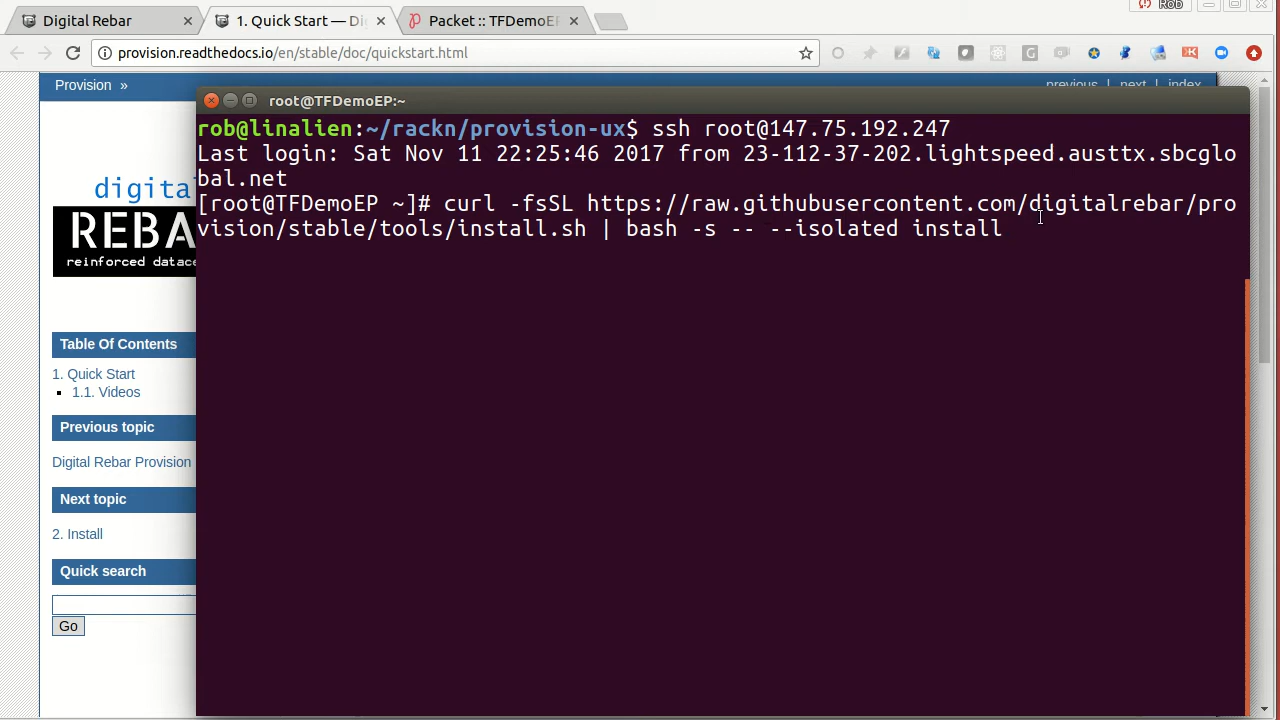 Digital Rebar
1. Quick Start — Di
Packet :: TFDemoEP
ROB
provision.readthedocs.io/en/stable/doc/quickstart.html
Provision »
previous | next | index
root@TFDemoEP:~
rob@linalien:~/rackn/provision-ux$ ssh root@147.75.192.247
Last login: Sat Nov 11 22:25:46 2017 from 23-112-37-202.lightspeed.austtx.sbcglo
bal.net
[root@TFDemoEP ~]# curl -fsSL https://raw.githubusercontent.com/digitalrebar/pro
vision/stable/tools/install.sh | bash -s -- --isolated install
digita
REBA
reinforced datace
Table Of Contents
1. Quick Start
1.1. Videos
Previous topic
Digital Rebar Provision
Next topic
2. Install
Quick search
Go